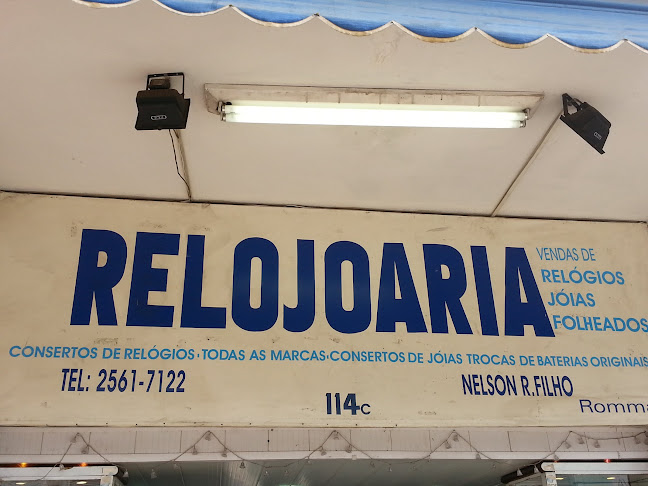 RELOJOARIA
VENDAS DE
RELÓGIOS
JÓIAS
FOLHEADOS
CONSERTOS DE RELÓGIOS · TODAS AS MARCAS · CONSERTOS DE JÓIAS TROCAS DE BATERIAS ORIGINAIS
TEL: 2561-7122
NELSON R. FILHO
114c